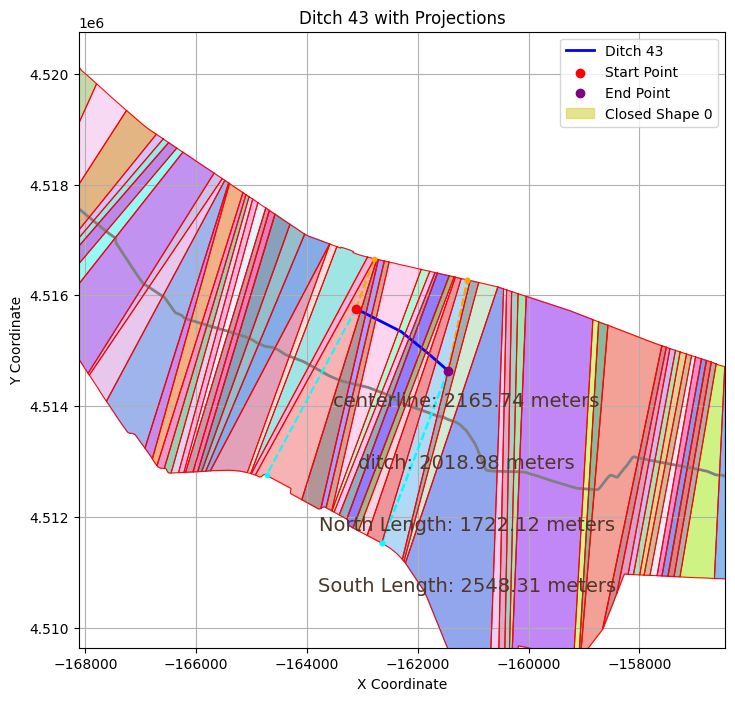 Ditch 43 with Projections
1e6
Ditch 43
Start Point
End Point
Closed Shape 0
4.520
4.518
4.516
4.514
4.512
4.510
Y Coordinate
centerline: 2165.74 meters
ditch: 2018.98 meters
North Length: 1722.12 meters
South Length: 2548.31 meters
−168000 −166000 −164000 −162000 −160000 −158000
X Coordinate